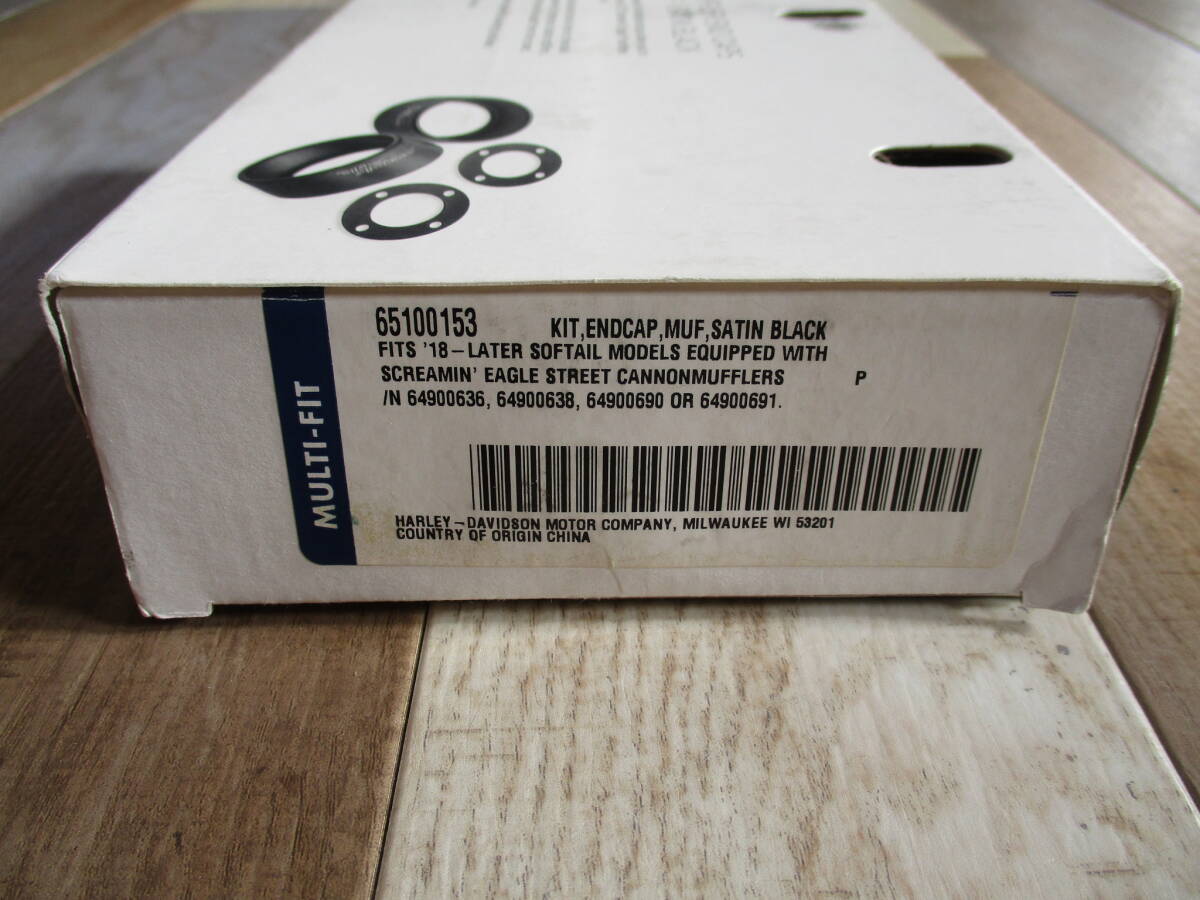 65100153 KIT,ENDCAP,MUF,SATIN BLACK
FITS '18-LATER SOFTAIL MODELS EQUIPPED WITH
SCREAMIN' EAGLE STREET CANNONMUFFLERS P
/N 64900636, 64900638, 64900690 OR 64900691.
MULTI-FIT
HARLEY-DAVIDSON MOTOR COMPANY, MILWAUKEE WI 53201
COUNTRY OF ORIGIN CHINA